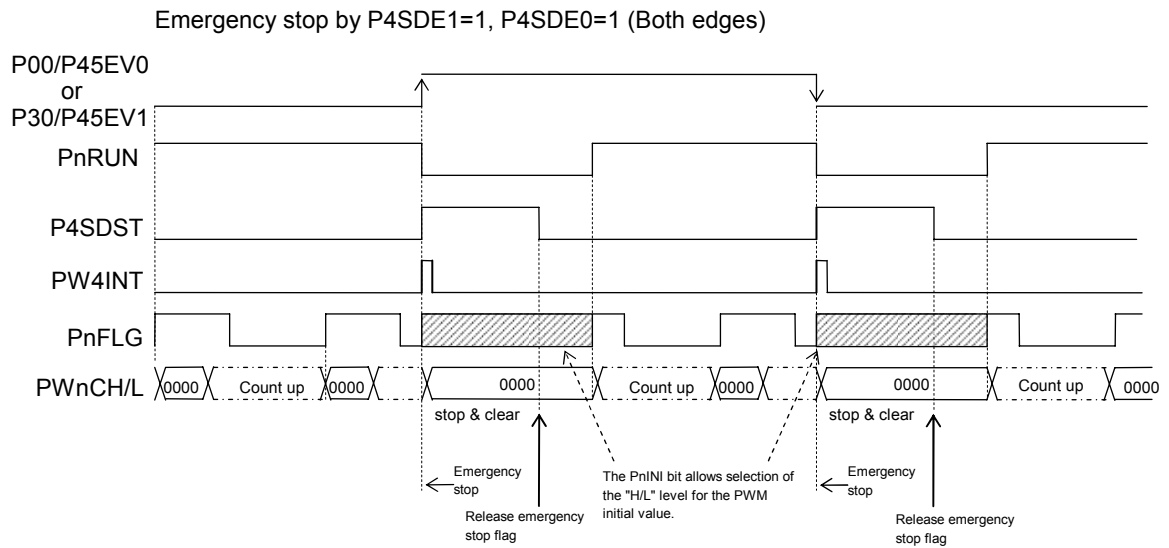 Emergency stop by P4SDE1=1, P4SDE0=1 (Both edges)
P00/P45EV0
or
P30/P45EV1
PnRUN
P4SDST
PW4INT
PnFLG
PWnCH/L
0000
Count up
0000
0000
Count up
0000
0000
Count up
0000
stop & clear
stop & clear
Emergency
stop
The PnINI bit allows selection of
the "H/L" level for the PWM
initial value.
Emergency
stop
Release emergency
stop flag
Release emergency
stop flag